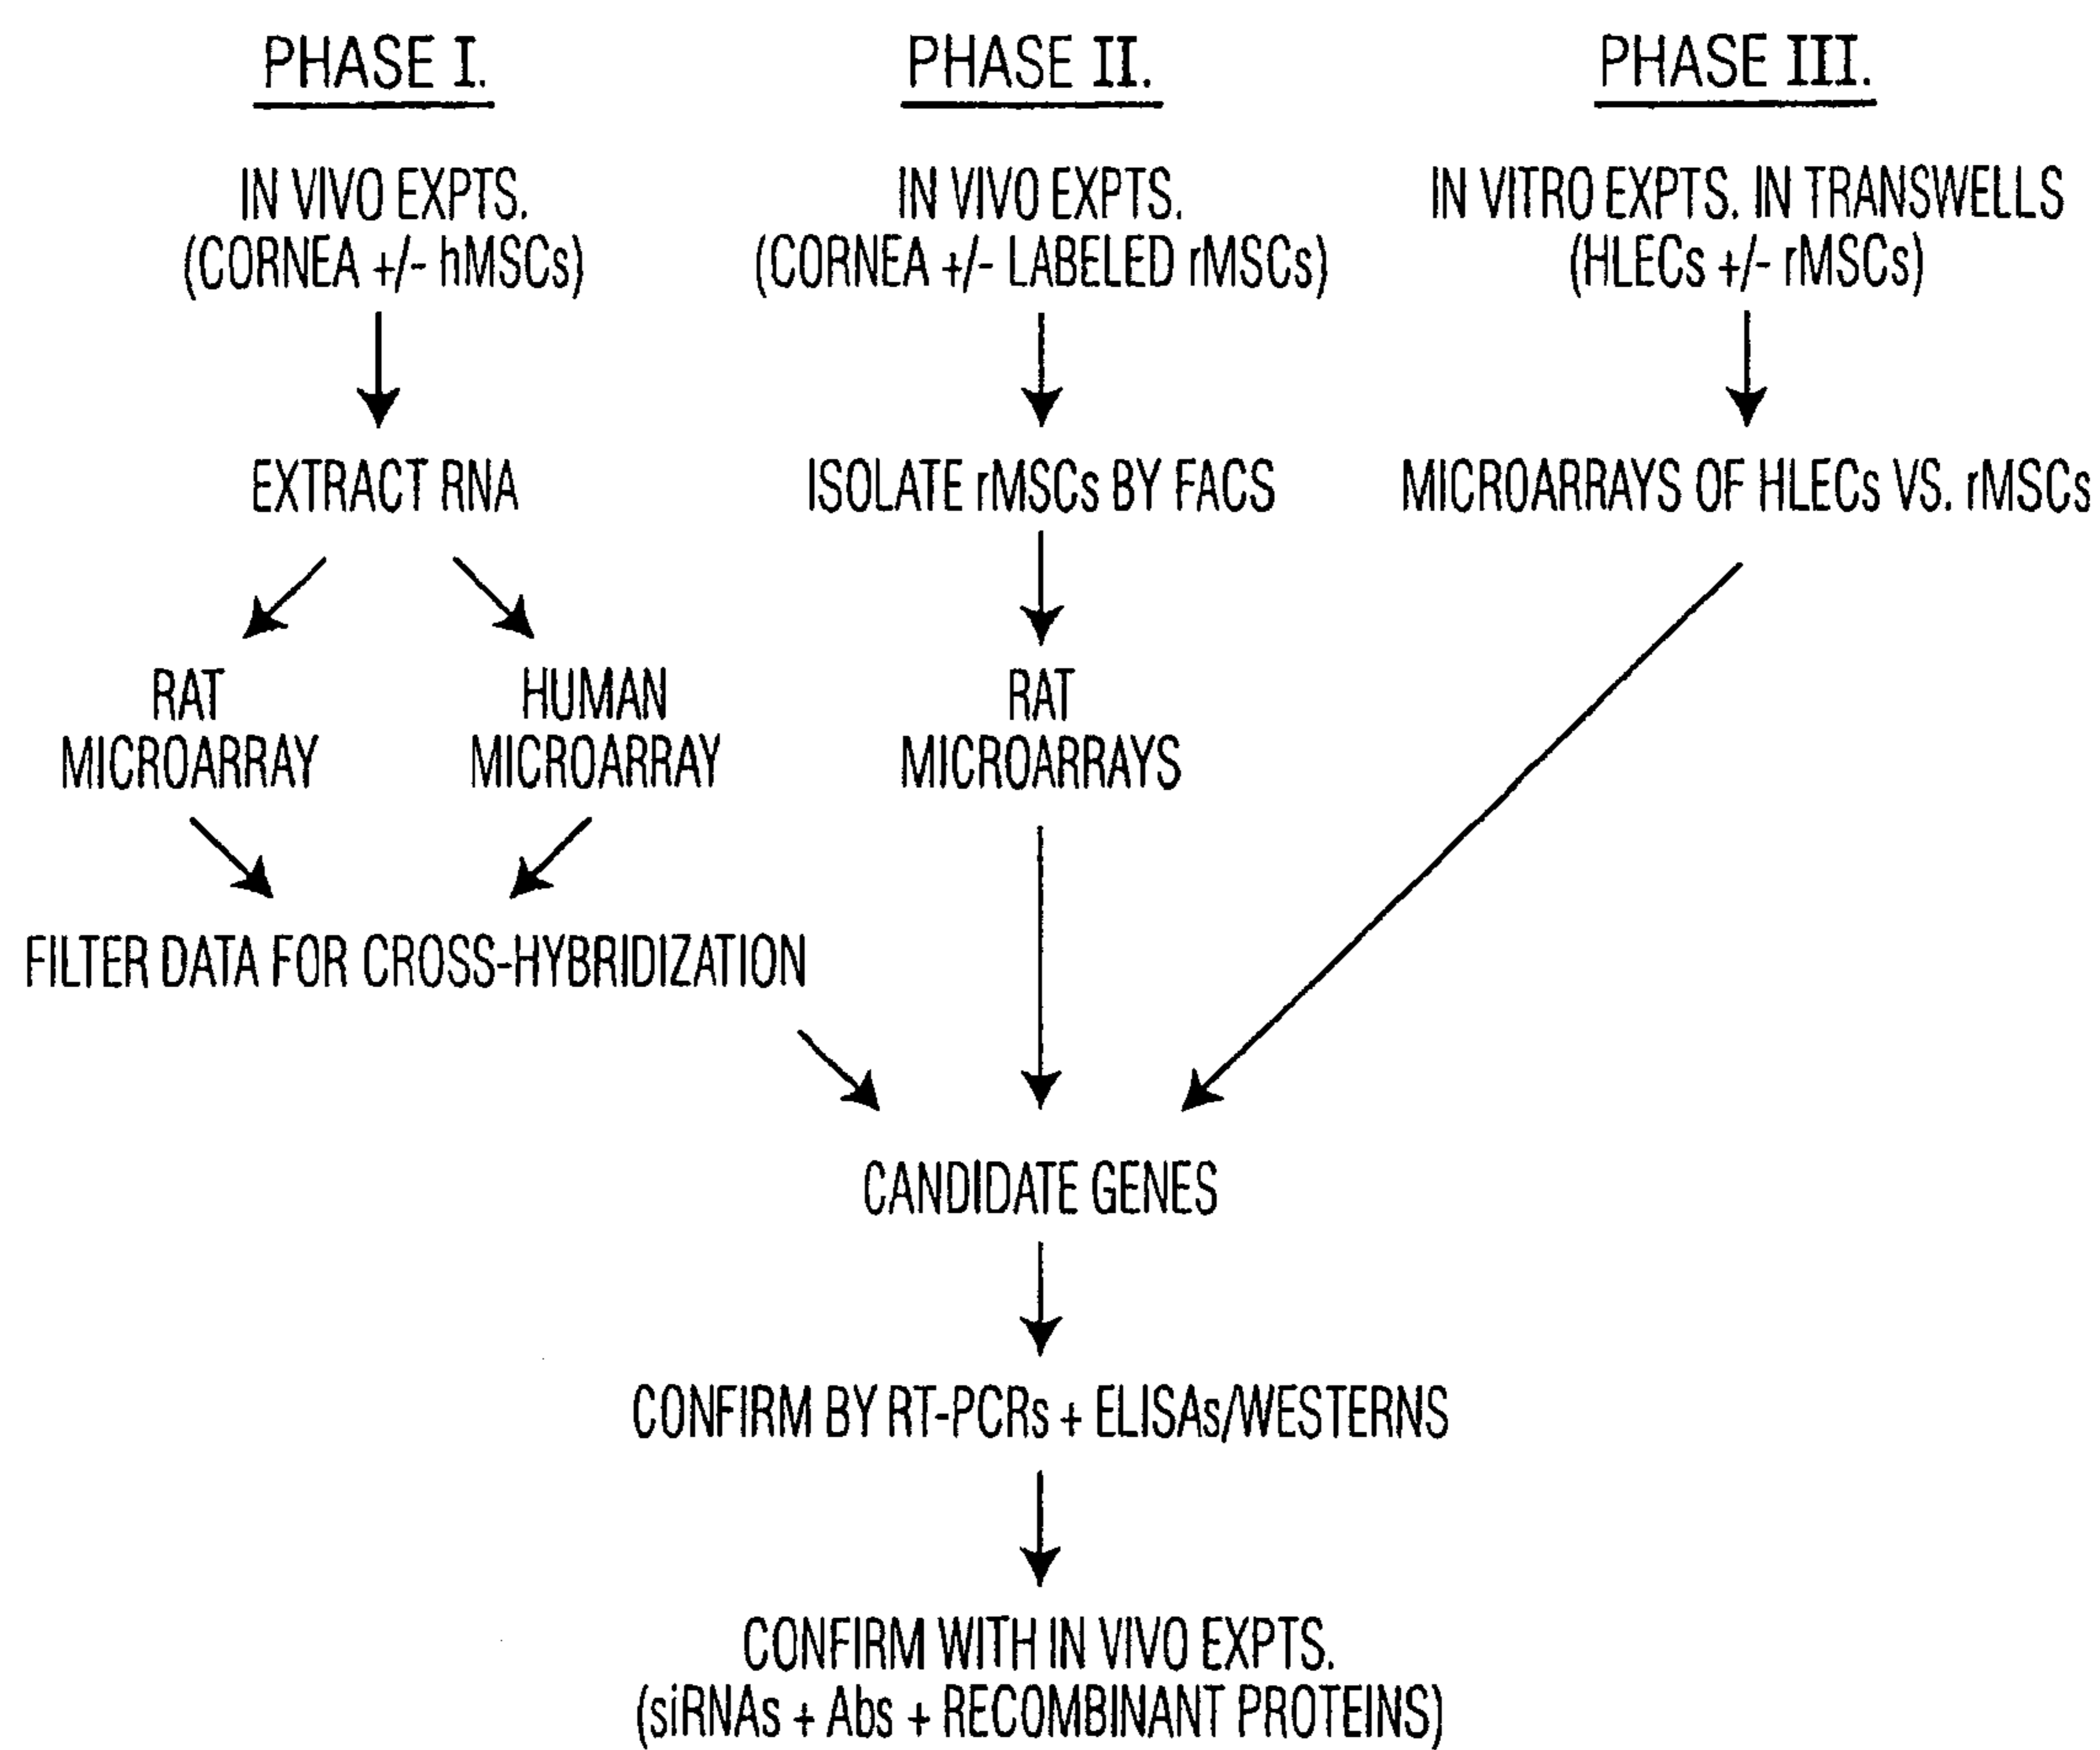 PHASE I.
IN VIVO EXPTS.
(CORNEA +/- hMSCs)
EXTRACT RNA
RAT
MICROARRAY
HUMAN
MICROARRAY
FILTER DATA FOR CROSS-HYBRIDIZATION
PHASE II.
IN VIVO EXPTS.
(CORNEA +/- LABELED rMSCs)
ISOLATE rMSCs BY FACS
RAT
MICROARRAYS
PHASE III.
IN VITRO EXPTS. IN TRANSWELLS
(HLECs +/- rMSCs)
MICROARRAYS OF HLECs VS. rMSCs
CANDIDATE GENES
CONFIRM BY RT-PCRs + ELISAs/WESTERNS
CONFIRM WITH IN VIVO EXPTS.
(siRNAs + Abs + RECOMBINANT PROTEINS)